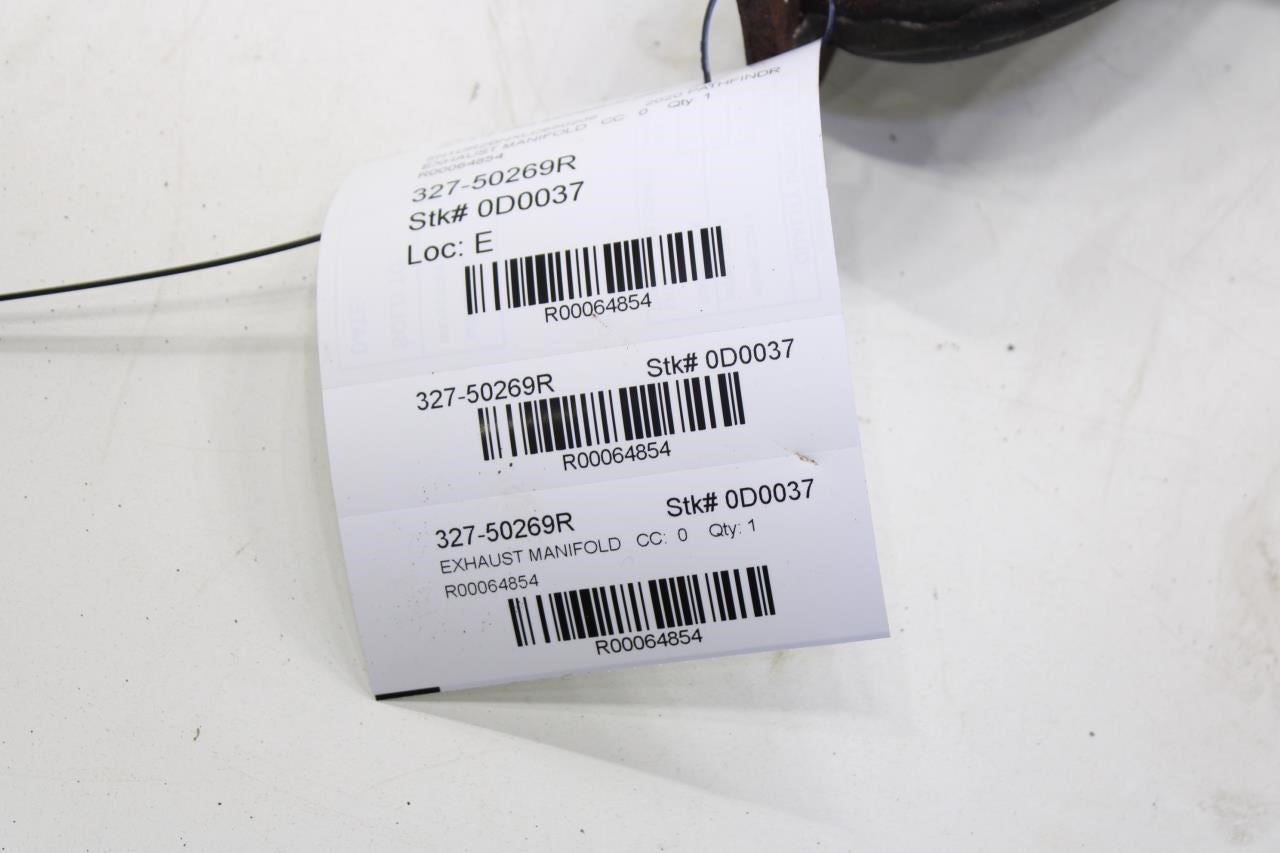 2020 PATHFINDR
EXHAUST MANIFOLD CC: 0 Qty 1
R00064854
327-50269R
Stk# 0D0037
Loc: E
R00064854
327-50269R Stk# 0D0037
R00064854
327-50269R Stk# 0D0037
EXHAUST MANIFOLD CC: 0 Qty: 1
R00064854
R00064854